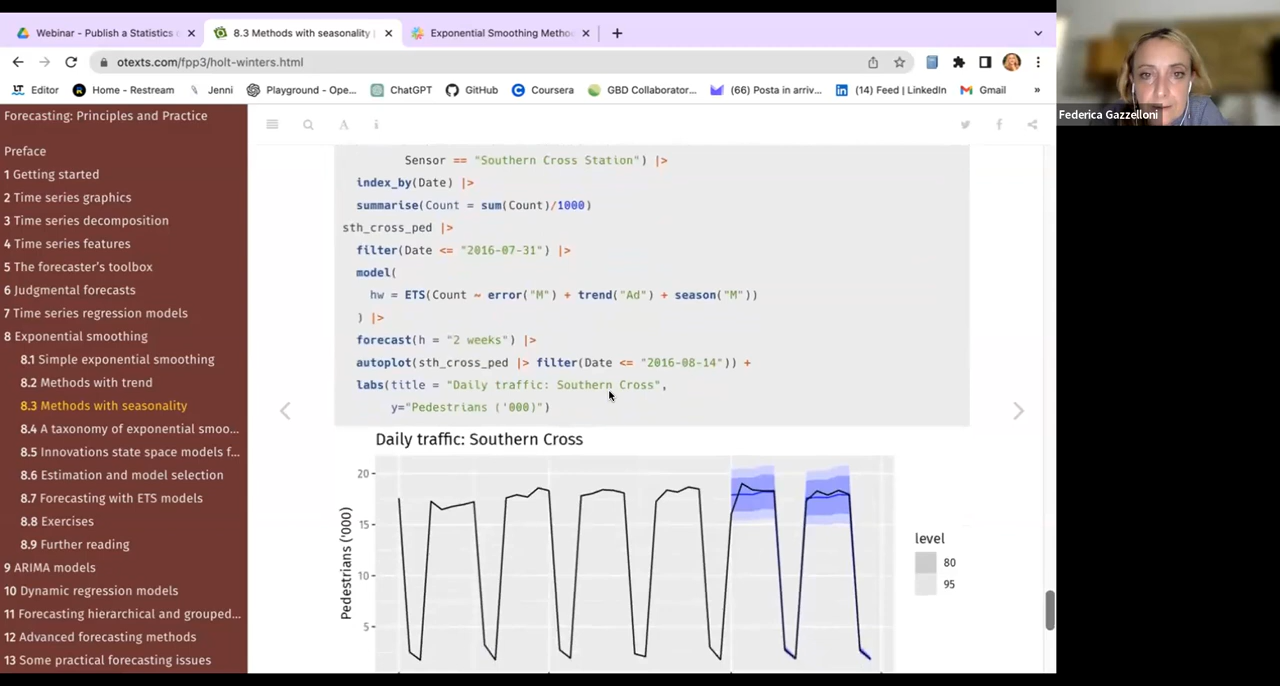 Webinar - Publish a Statistics
8.3 Methods with seasonality
Exponential Smoothing Metho
otexts.com/fpp3/holt-winters.html
Editor
Home - Restream
Jenni
Playground - Ope...
ChatGPT
GitHub
Coursera
GBD Collaborator...
(66) Posta in arriv...
(14) Feed | LinkedIn
Gmail
»
Federica Gazzelloni
Forecasting: Principles and Practice
Preface
1 Getting started
2 Time series graphics
3 Time series decomposition
4 Time series features
5 The forecaster's toolbox
6 Judgmental forecasts
7 Time series regression models
8 Exponential smoothing
8.1 Simple exponential smoothing
8.2 Methods with trend
8.3 Methods with seasonality
8.4 A taxonomy of exponential smoo...
8.5 Innovations state space models f...
8.6 Estimation and model selection
8.7 Forecasting with ETS models
8.8 Exercises
8.9 Further reading
9 ARIMA models
10 Dynamic regression models
11 Forecasting hierarchical and grouped...
12 Advanced forecasting methods
13 Some practical forecasting issues
Sensor == "Southern Cross Station") |>
index_by(Date) |>
summarise(Count = sum(Count)/1000)
sth_cross_ped |>
filter(Date <= "2016-07-31") |>
model(
hw = ETS(Count ~ error("M") + trend("Ad") + season("M"))
) |>
forecast(h = "2 weeks") |>
autoplot(sth_cross_ped |> filter(Date <= "2016-08-14")) +
labs(title = "Daily traffic: Southern Cross",
y="Pedestrians ('000)")
Daily traffic: Southern Cross
Pedestrians ('000)
20
15
10
5
level
80
95